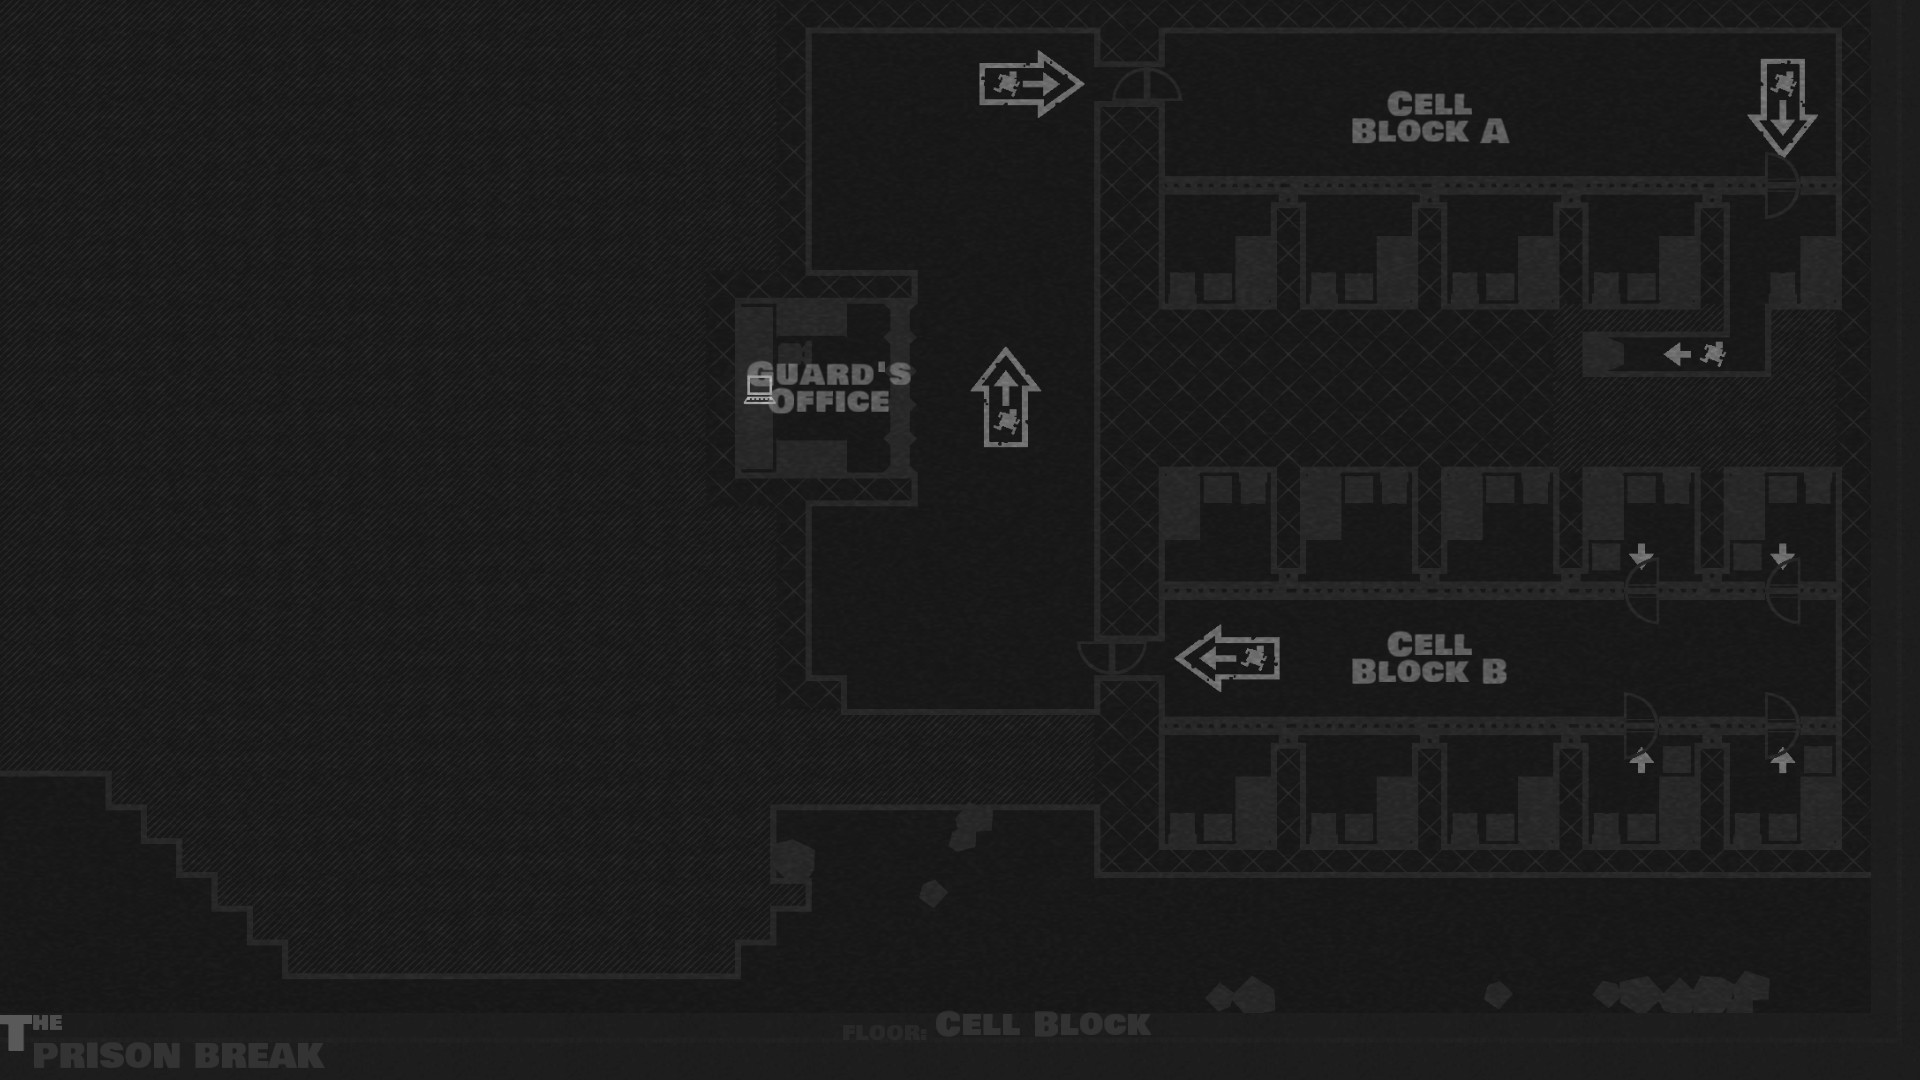 CELL
BLOCK A
GUARD'S
OFFICE
CELL
BLOCK B
THE
PRISON BREAK
FLOOR: CELL BLOCK